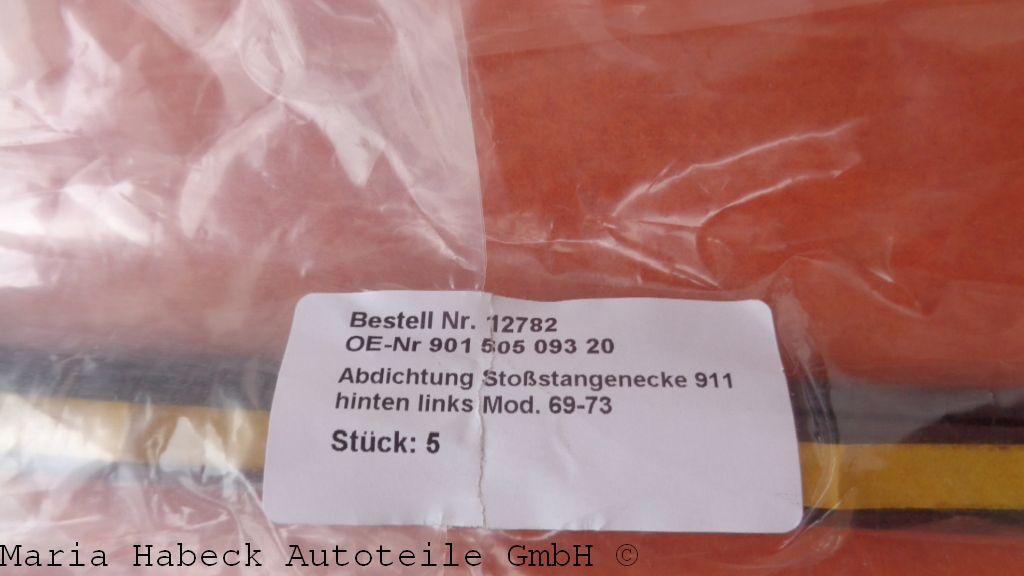 Bestell Nr. 12782
OE-Nr 901 505 093 20
Abdichtung Stoßstangenecke 911
hinten links Mod. 69-73
Stück: 5
Maria Habeck Autoteile GmbH ©